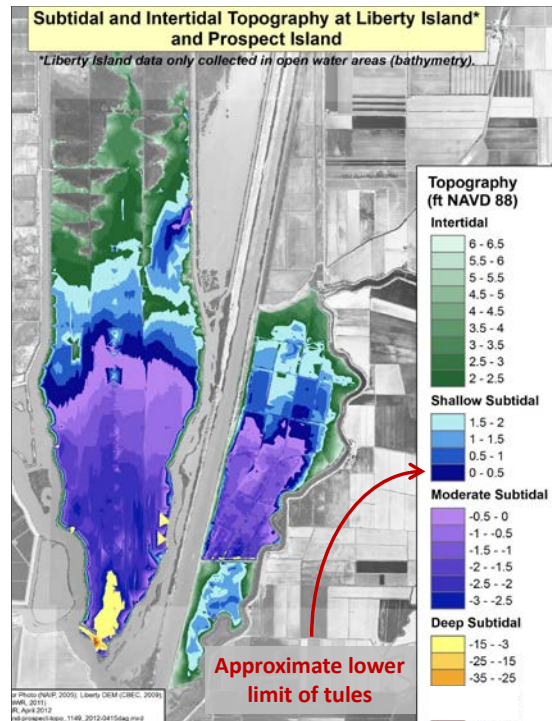 Subtidal and Intertidal Topography at Liberty Island*
and Prospect Island
*Liberty Island data only collected in open water areas (bathymetry).
Topography
(ft NAVD 88)
Intertidal
6 - 6.5
5.5 - 6
5 - 5.5
4.5 - 5
4 - 4.5
3.5 - 4
3 - 3.5
2.5 - 3
2 - 2.5
Shallow Subtidal
1.5 - 2
1 - 1.5
0.5 - 1
0 - 0.5
Moderate Subtidal
-0.5 - 0
-1 - -0.5
-1.5 - -1
-2 - -1.5
-2.5 - -2
-3 - -2.5
Deep Subtidal
-15 - -3
-25 - -15
-35 - -25
Approximate lower
limit of tules
r Photo (NAIP, 2005); Liberty DEM (CBEC, 2009);
WR, 2011)
R, April 2012